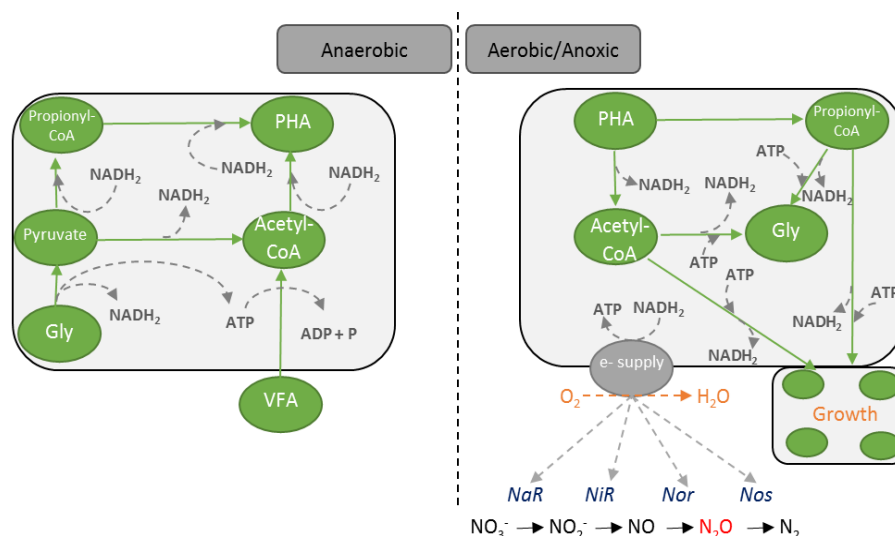 Anaerobic
Aerobic/Anoxic
Propionyl-
CoA
PHA
NADH₂
NADH₂
NADH₂
NADH₂
Pyruvate
Acetyl-
CoA
Gly
NADH₂
ATP
ADP + P
VFA
PHA
Propionyl-
CoA
ATP
NADH₂
NADH₂
NADH₂
Acetyl-
CoA
Gly
ATP
ATP
ATP
NADH₂
NADH₂
ATP
NADH₂
e- supply
O₂
H₂O
Growth
NaR
NiR
Nor
Nos
NO₃⁻ → NO₂⁻ → NO → N₂O → N₂